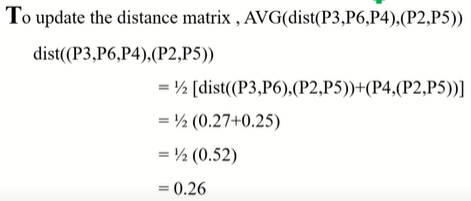 To update the distance matrix , AVG(dist(P3,P6,P4),(P2,P5))
dist((P3,P6,P4),(P2,P5))
= ½ [dist((P3,P6),(P2,P5))+(P4,(P2,P5))]
= ½ (0.27+0.25)
= ½ (0.52)
= 0.26